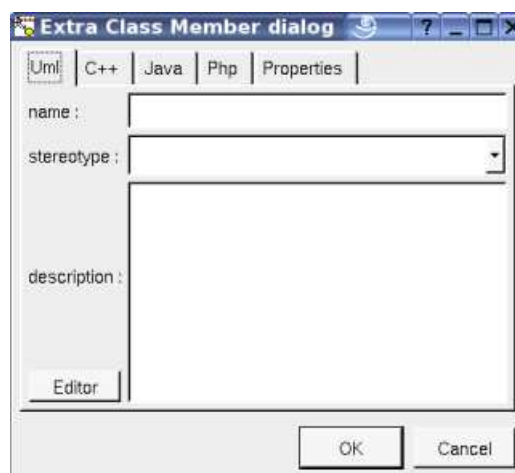 Extra Class Member dialog
Uml C++ Java Php Properties
name :
stereotype :
description :
Editor
OK Cancel